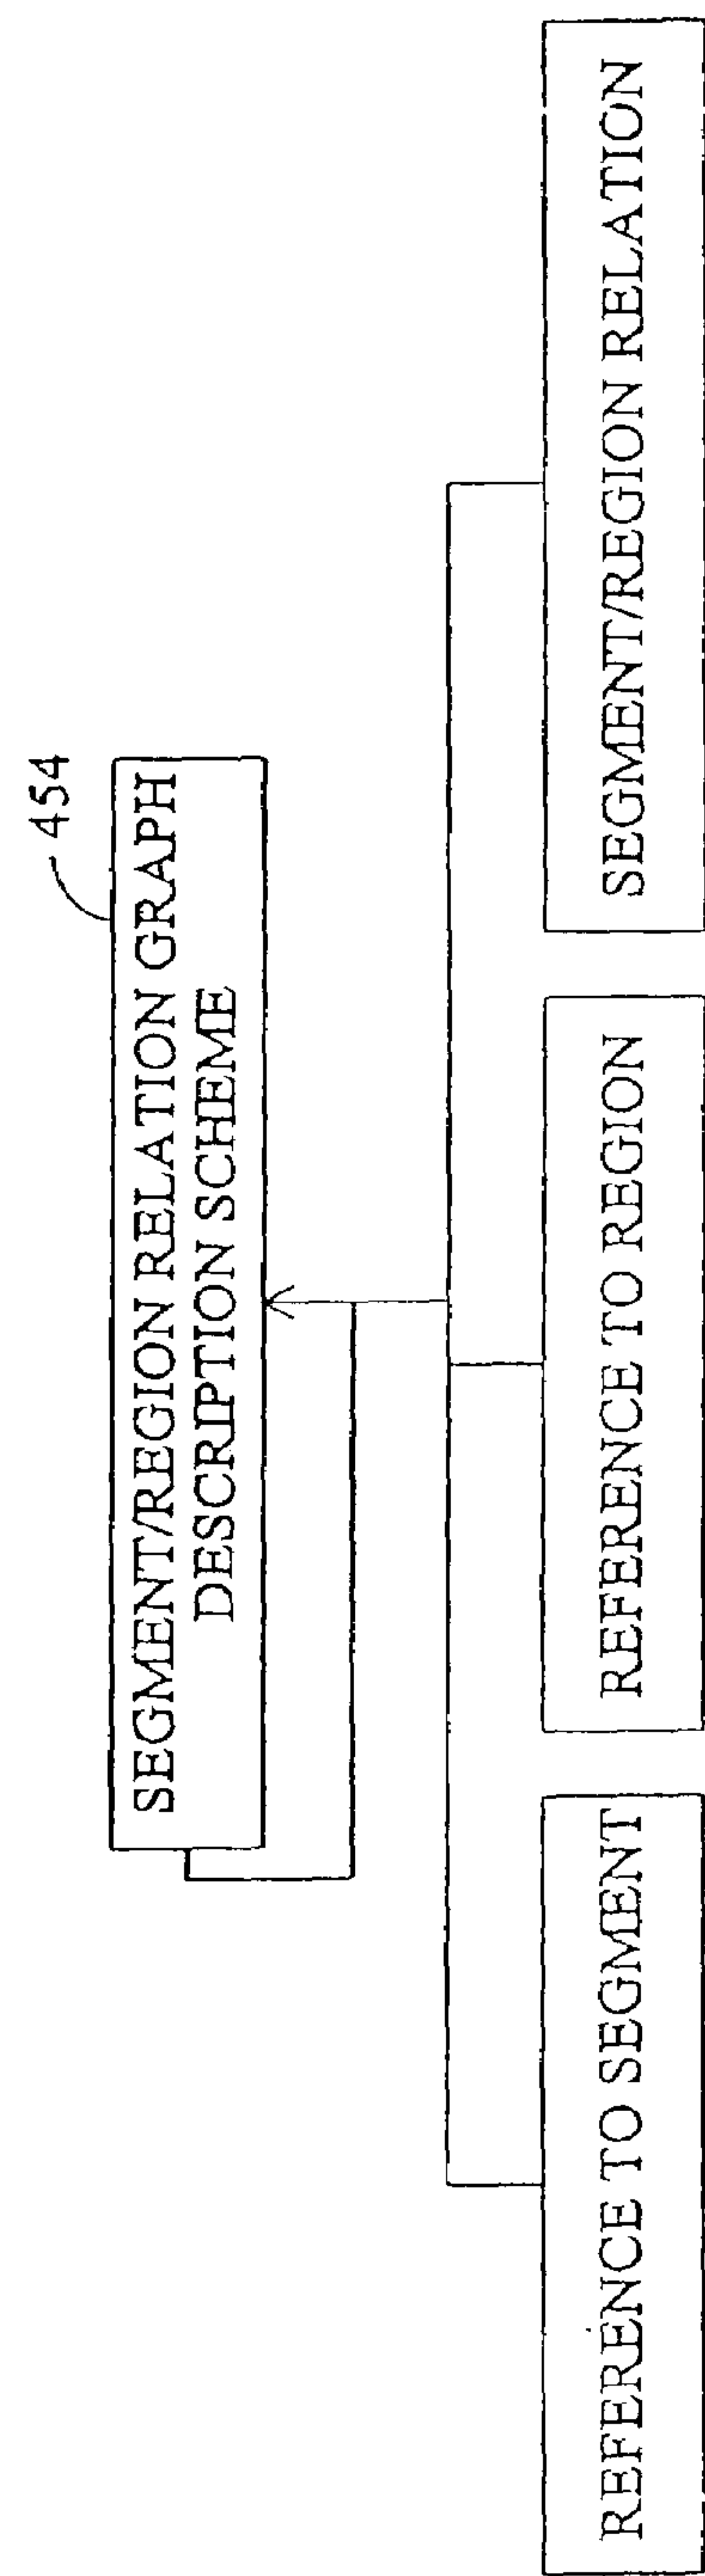 454
SEGMENT/REGION RELATION GRAPH
DESCRIPTION SCHEME
REFERENCE TO SEGMENT
REFERENCE TO REGION
SEGMENT/REGION RELATION